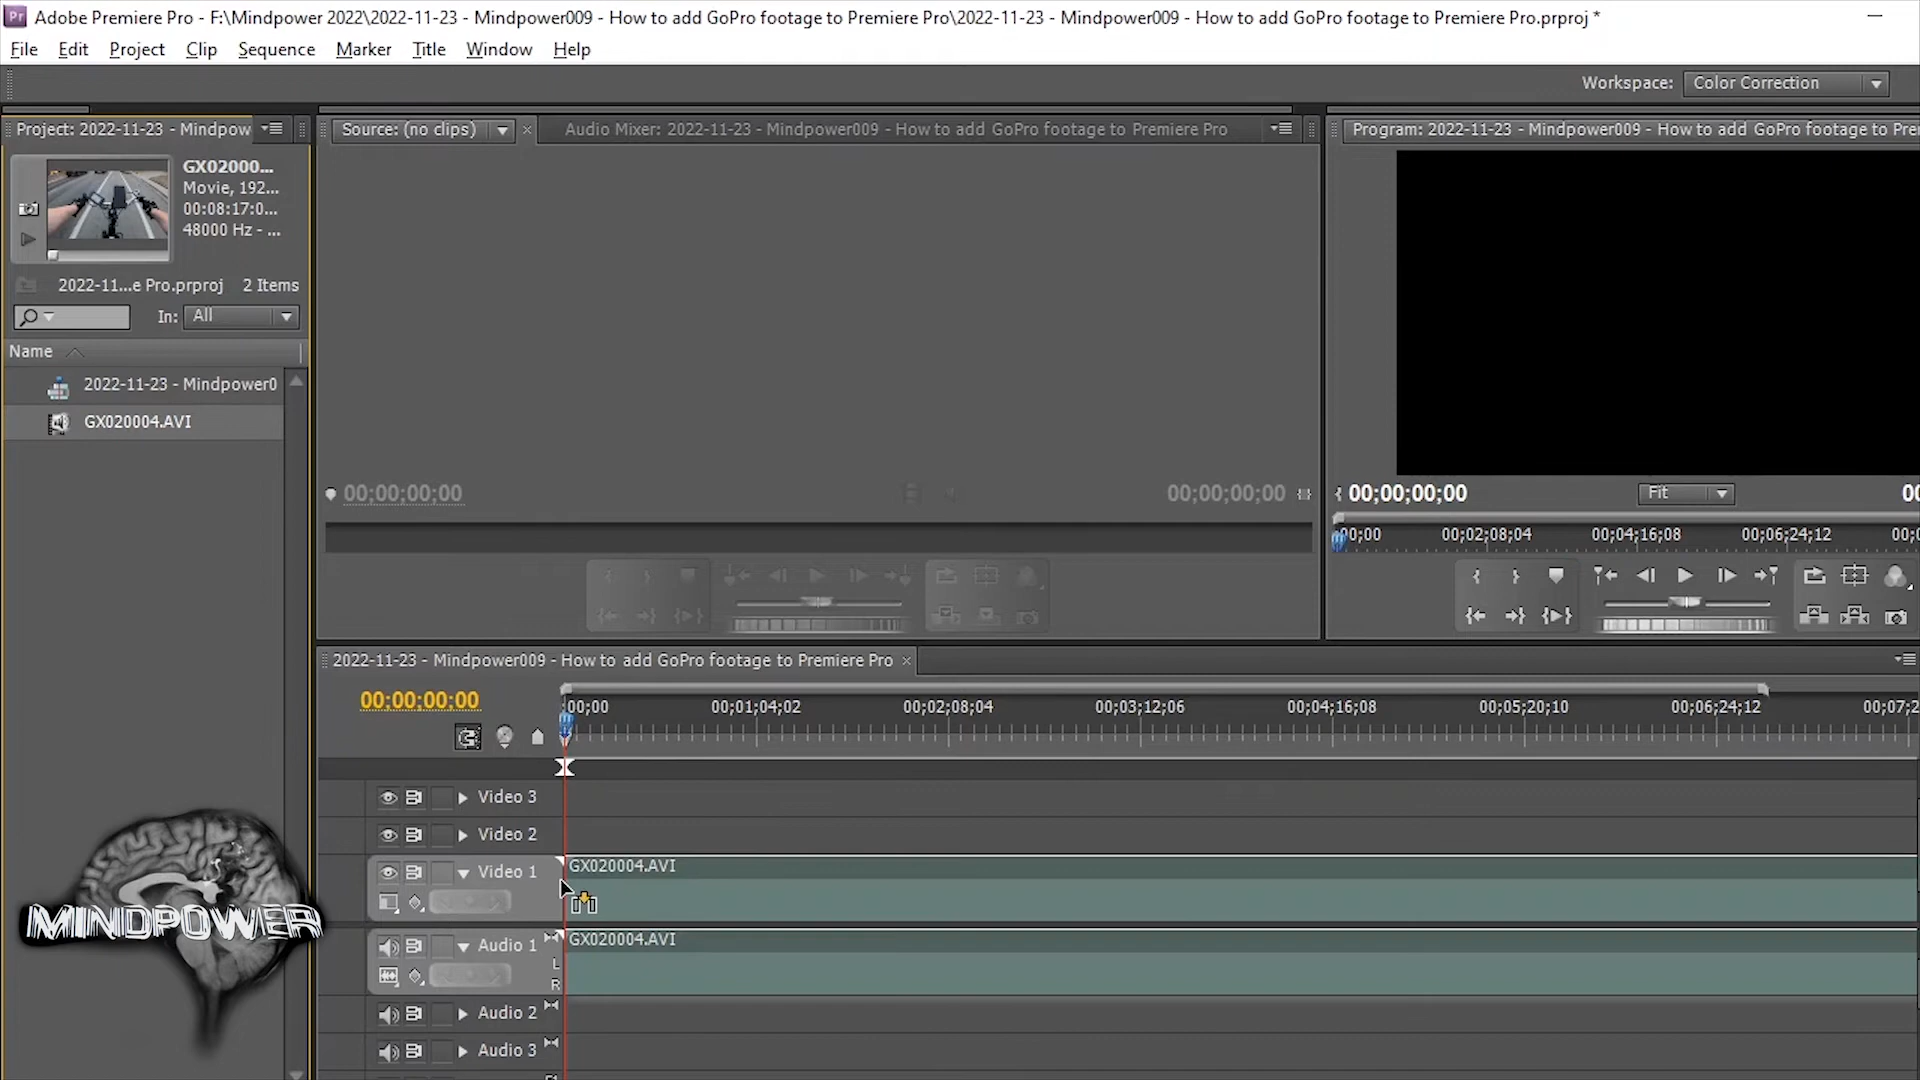 Pr Adobe Premiere Pro - F:\Mindpower 2022\2022-11-23 - Mindpower009 - How to add GoPro footage to Premiere Pro\2022-11-23 - Mindpower009 - How to add GoPro footage to Premiere Pro.prproj *
File Edit Project Clip Sequence Marker Title Window Help
Workspace: Color Correction
Project: 2022-11-23 - Mindpow
Source: (no clips)
Audio Mixer: 2022-11-23 - Mindpower009 - How to add GoPro footage to Premiere Pro
Program: 2022-11-23 - Mindpower009 - How to add GoPro footage to Pre
GX02000...
Movie, 192...
00:08:17:0...
48000 Hz - ...
2022-11...e Pro.prproj 2 Items
In: All
Name
2022-11-23 - Mindpower0
GX020004.AVI
00;00;00;00
00;00;00;00
00;00;00;00 Fit 00
00;00 00;02;08;04 00;04;16;08 00;06;24;12 00;0
2022-11-23 - Mindpower009 - How to add GoPro footage to Premiere Pro
00;00;00;00
00;00 00;01;04;02 00;02;08;04 00;03;12;06 00;04;16;08 00;05;20;10 00;06;24;12 00;07;2
Video 3
Video 2
Video 1 GX020004.AVI
Audio 1 GX020004.AVI
L
R
Audio 2
Audio 3
MINDPOWER